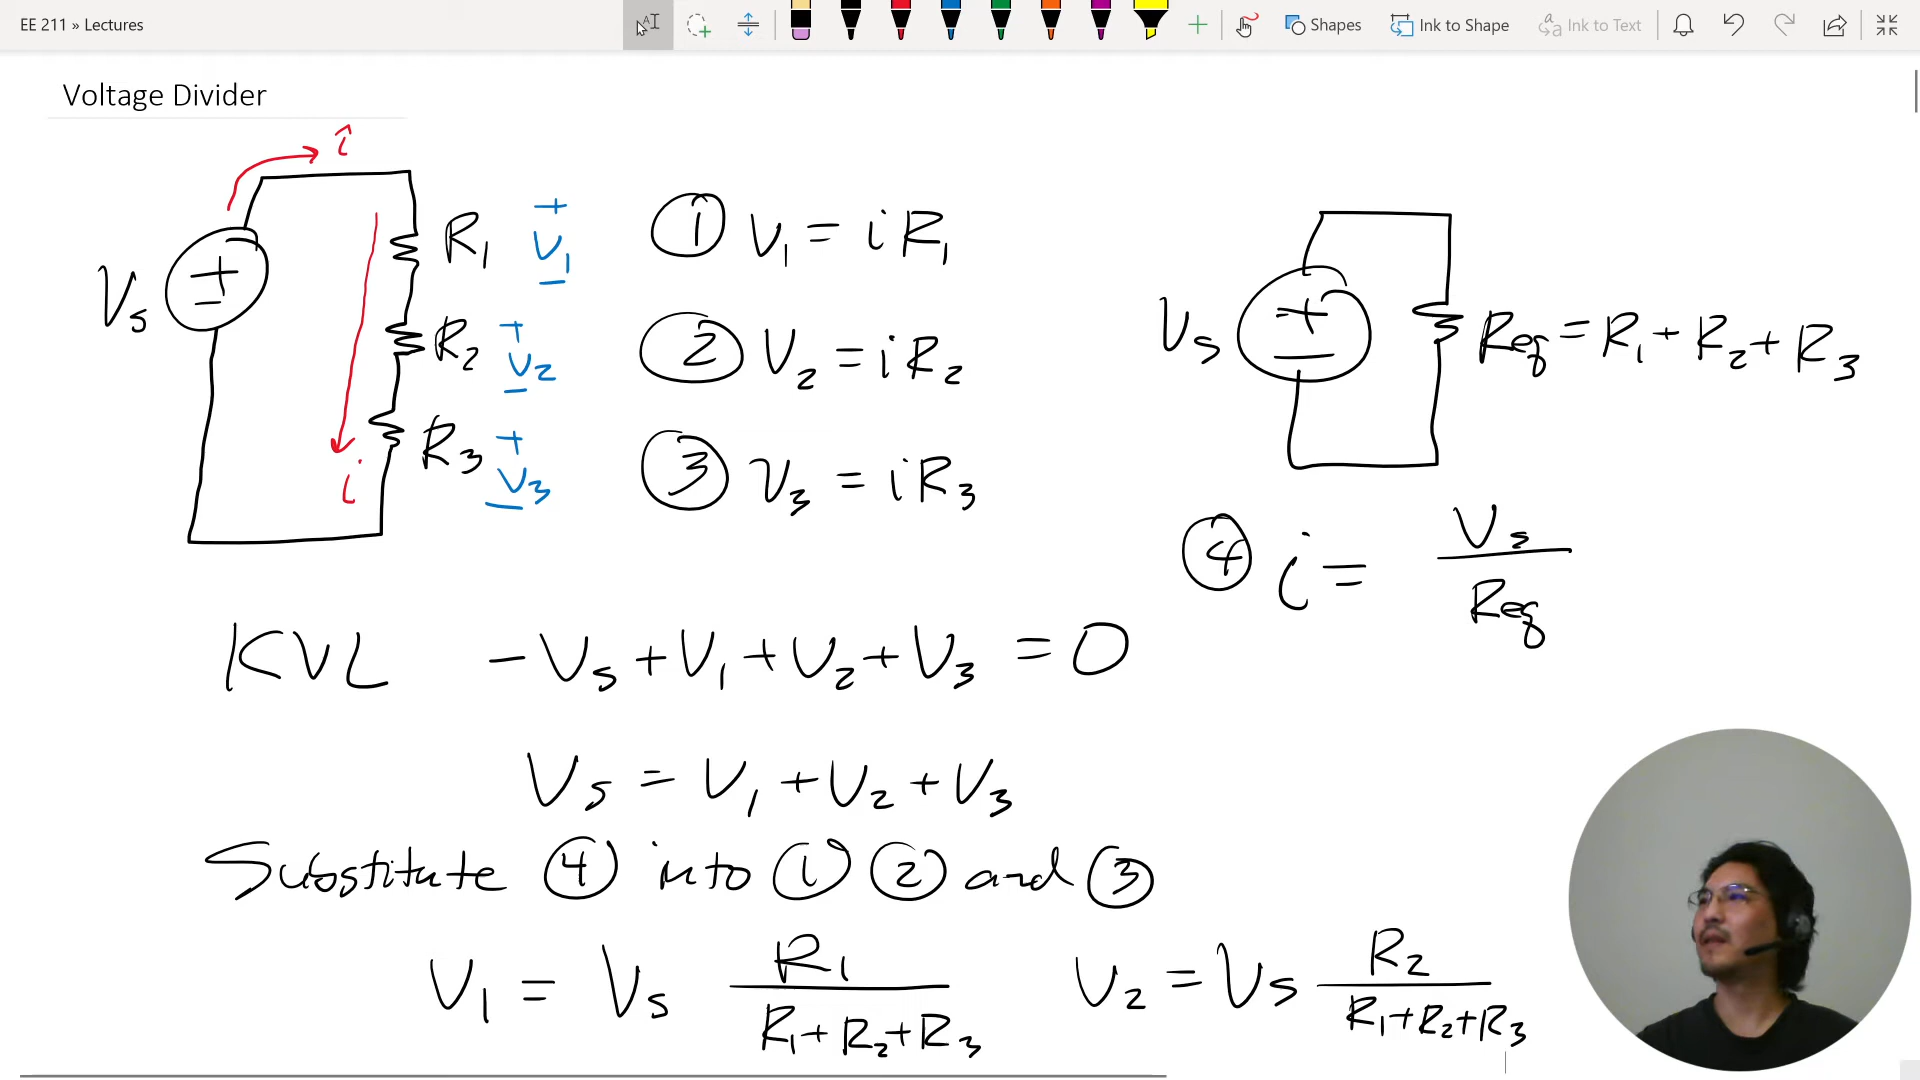 EE 211 » Lectures
Shapes
Ink to Shape
Ink to Text
Voltage Divider
i
Vs
+
-
R1
+
V1
-
R2
+
V2
-
R3
+
V3
-
i
① V1 = iR1
② V2 = iR2
③ V3 = iR3
Vs
+
-
Req = R1 + R2 + R3
④ i = Vs / Req
KVL -Vs + V1 + V2 + V3 = 0
Vs = V1 + V2 + V3
Substitute ④ into ① ② and ③
V1 = Vs R1 / (R1+R2+R3)
V2 = Vs R2 / (R1+R2+R3)